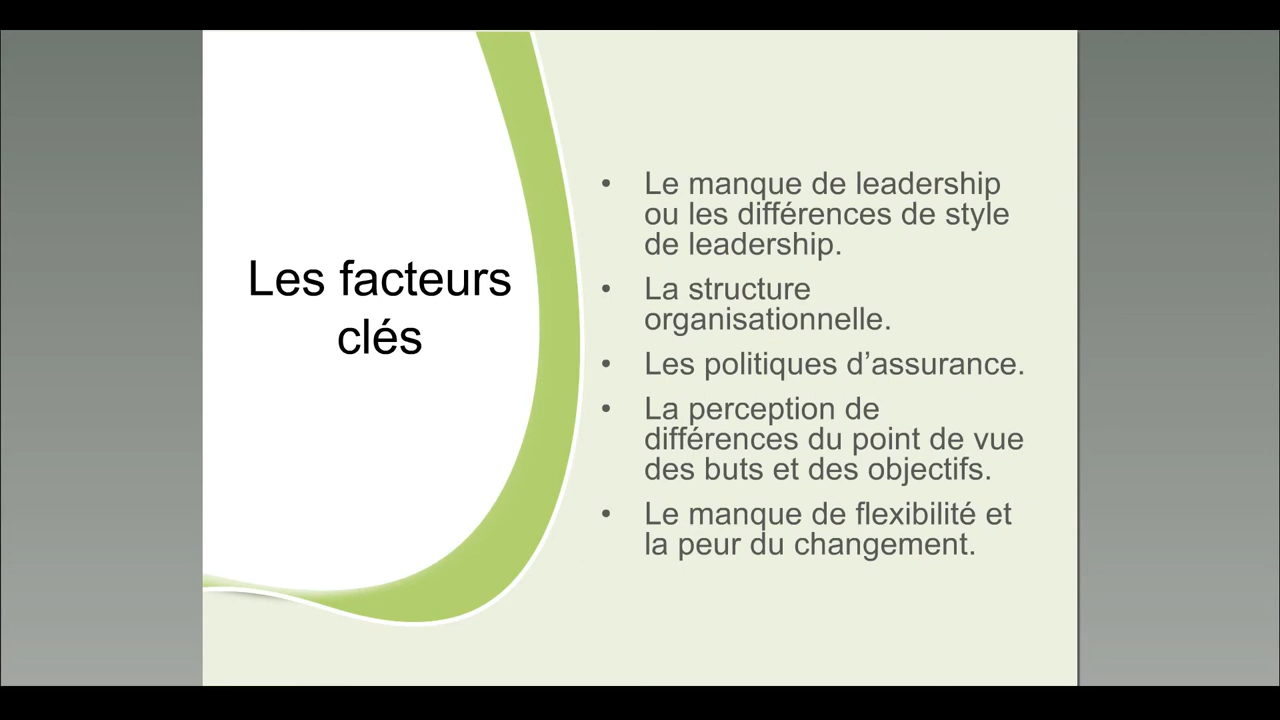 Les facteurs
clés
• Le manque de leadership
ou les différences de style
de leadership.
• La structure
organisationnelle.
• Les politiques d’assurance.
• La perception de
différences du point de vue
des buts et des objectifs.
• Le manque de flexibilité et
la peur du changement.